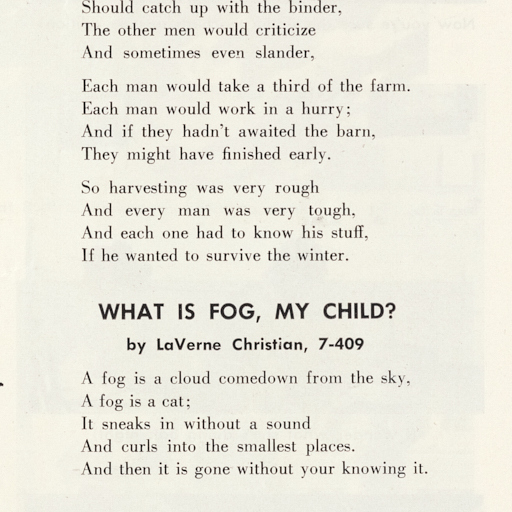 Should catch up with the binder,
The other men would criticize
And sometimes even slander,
Each man would take a third of the farm.
Each man would work in a hurry;
And if they hadn't awaited the barn,
They might have finished early.
So harvesting was very rough
And every man was very tough,
And each one had to know his stuff,
If he wanted to survive the winter.
WHAT IS FOG, MY CHILD?
by LaVerne Christian, 7-409
A fog is a cloud comedown from the sky,
A fog is a cat;
It sneaks in without a sound
And curls into the smallest places.
And then it is gone without your knowing it.